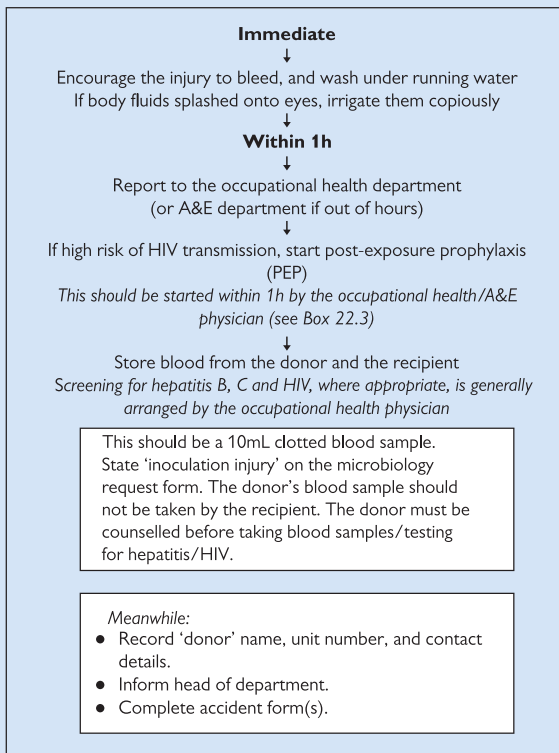 Immediate
↓
Encourage the injury to bleed, and wash under running water
If body fluids splashed onto eyes, irrigate them copiously
↓
Within 1h
↓
Report to the occupational health department
(or A&E department if out of hours)
↓
If high risk of HIV transmission, start post-exposure prophylaxis
(PEP)
This should be started within 1h by the occupational health/A&E
physician (see Box 22.3)
↓
Store blood from the donor and the recipient
Screening for hepatitis B, C and HIV, where appropriate, is generally
arranged by the occupational health physician
This should be a 10mL clotted blood sample.
State ‘inoculation injury’ on the microbiology
request form. The donor’s blood sample should
not be taken by the recipient. The donor must be
counselled before taking blood samples/testing
for hepatitis/HIV.
Meanwhile:
● Record ‘donor’ name, unit number, and contact
details.
● Inform head of department.
● Complete accident form(s).